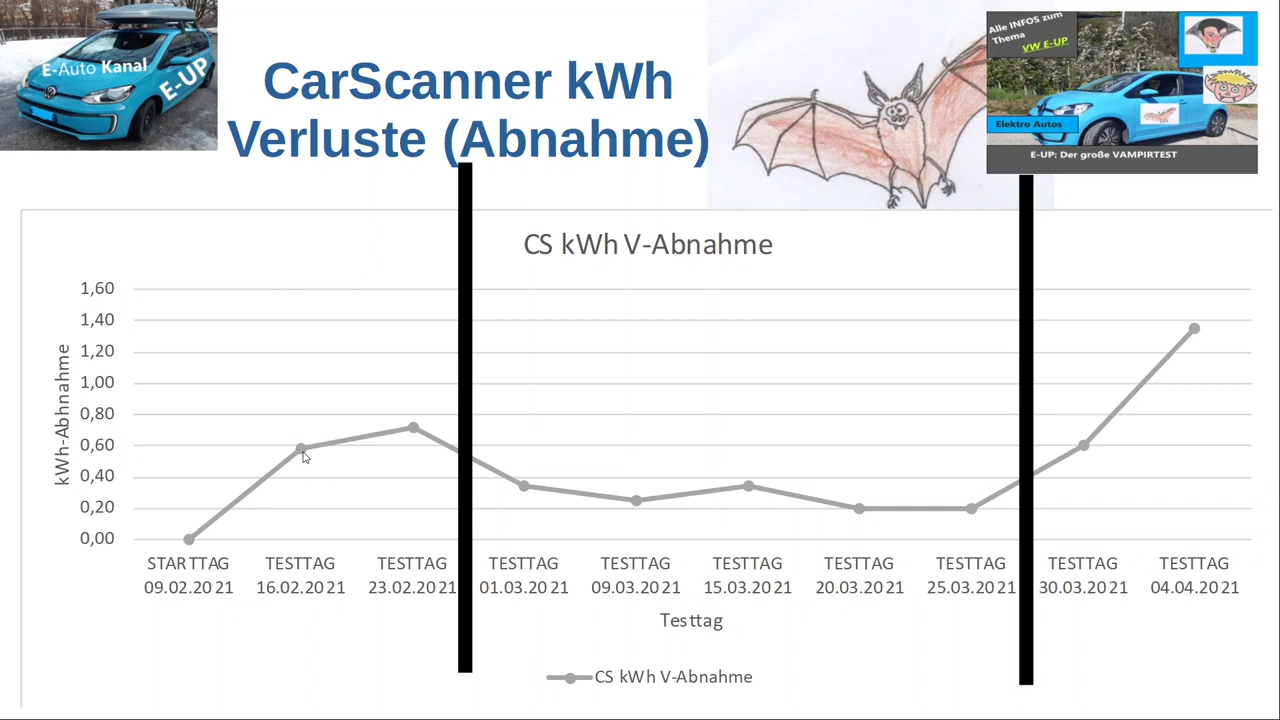 E-Auto Kanal
E-UP
CarScanner kWh
Verluste (Abnahme)
Alle INFOS zum
Thema
VW E-UP
Elektro Autos
E-UP: Der große VAMPIRTEST
CS kWh V-Abnahme
kWh-Abhnahme
1,60
1,40
1,20
1,00
0,80
0,60
0,40
0,20
0,00
STARTTAG TESTTAG TESTTAG TESTTAG TESTTAG TESTTAG TESTTAG TESTTAG TESTTAG TESTTAG
09.02.2021 16.02.2021 23.02.2021 01.03.2021 09.03.2021 15.03.2021 20.03.2021 25.03.2021 30.03.2021 04.04.2021
Testtag
CS kWh V-Abnahme